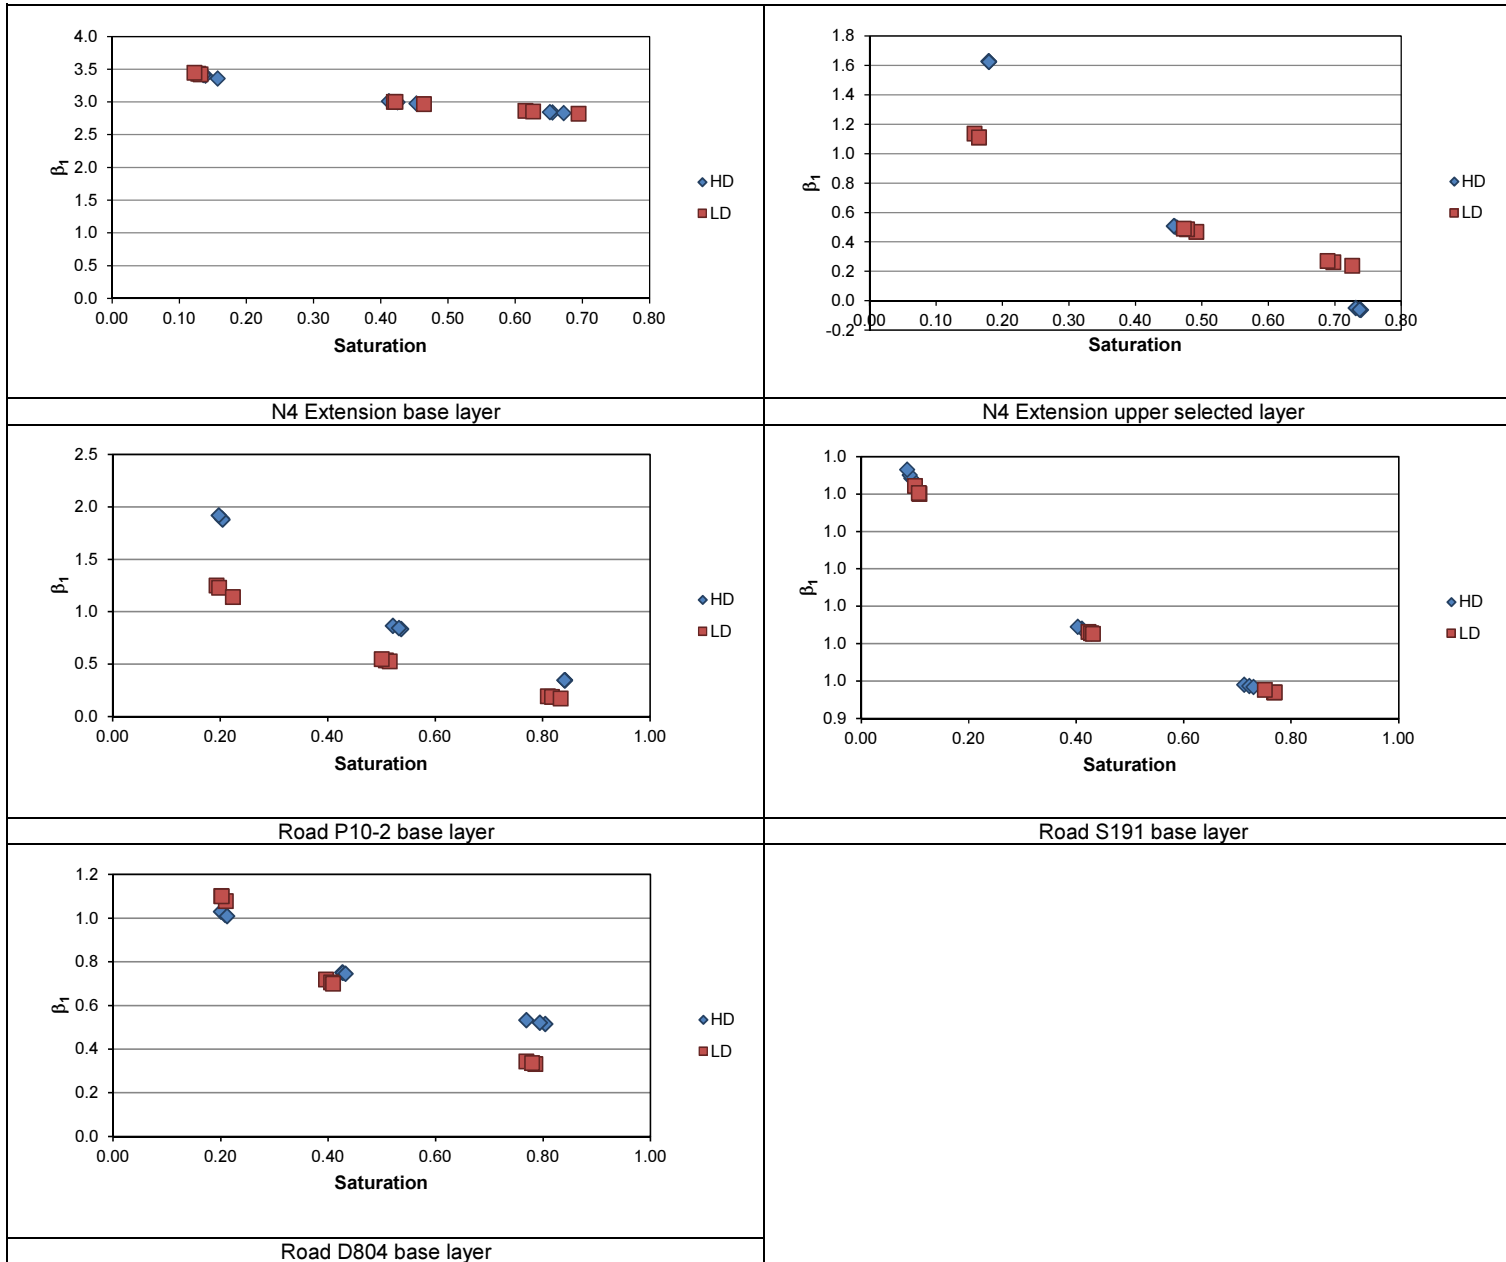 4.0
3.5
3.0
2.5
2.0
1.5
1.0
0.5
0.0
β1
0.00 0.10 0.20 0.30 0.40 0.50 0.60 0.70 0.80
Saturation
HD
LD
N4 Extension base layer
1.8
1.6
1.4
1.2
1.0
0.8
0.6
0.4
0.2
0.0
-0.2
β1
0.00 0.10 0.20 0.30 0.40 0.50 0.60 0.70 0.80
Saturation
HD
LD
N4 Extension upper selected layer
2.5
2.0
1.5
1.0
0.5
0.0
β1
0.00 0.20 0.40 0.60 0.80 1.00
Saturation
HD
LD
Road P10-2 base layer
1.0
1.0
1.0
1.0
1.0
1.0
1.0
0.9
β1
0.00 0.20 0.40 0.60 0.80 1.00
Saturation
HD
LD
Road S191 base layer
1.2
1.0
0.8
0.6
0.4
0.2
0.0
β1
0.00 0.20 0.40 0.60 0.80 1.00
Saturation
HD
LD
Road D804 base layer